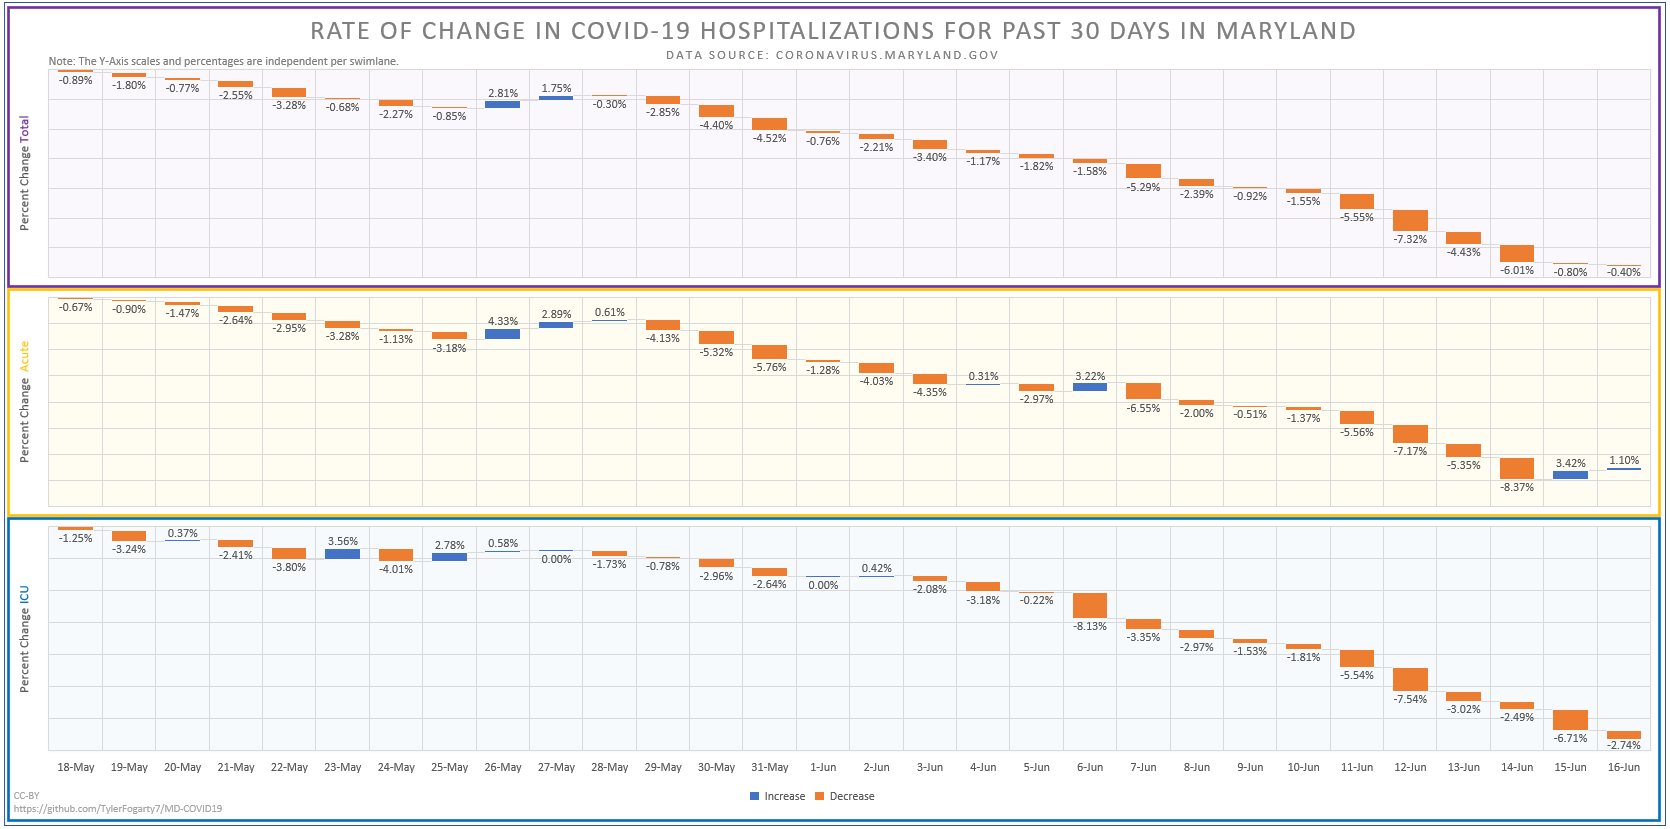 RATE OF CHANGE IN COVID-19 HOSPITALIZATIONS FOR PAST 30 DAYS IN MARYLAND
DATA SOURCE: CORONAVIRUS.MARYLAND.GOV
Note: The Y-Axis scales and percentages are independent per swimlane.
Percent Change Total
-0.89% -1.80% -0.77% -2.55% -3.28% -0.68% -2.27% -0.85% 2.81% 1.75% -0.30% -2.85% -4.40% -4.52% -0.76% -2.21% -3.40% -1.17% -1.82% -1.58% -5.29% -2.39% -0.92% -1.55% -5.55% -7.32% -4.43% -6.01% -0.80% -0.40%
Percent Change Acute
-0.67% -0.90% -1.47% -2.64% -2.95% -3.28% -1.13% -3.18% 4.33% 2.89% 0.61% -4.13% -5.32% -5.76% -1.28% -4.03% -4.35% 0.31% -2.97% 3.22% -6.55% -2.00% -0.51% -1.37% -5.56% -7.17% -5.35% -8.37% 3.42% 1.10%
Percent Change ICU
-1.25% -3.24% 0.37% -2.41% -3.80% 3.56% -4.01% 2.78% 0.58% 0.00% -1.73% -0.78% -2.96% -2.64% 0.00% 0.42% -2.08% -3.18% -0.22% -8.13% -3.35% -2.97% -1.53% -1.81% -5.54% -7.54% -3.02% -2.49% -6.71% -2.74%
18-May 19-May 20-May 21-May 22-May 23-May 24-May 25-May 26-May 27-May 28-May 29-May 30-May 31-May 1-Jun 2-Jun 3-Jun 4-Jun 5-Jun 6-Jun 7-Jun 8-Jun 9-Jun 10-Jun 11-Jun 12-Jun 13-Jun 14-Jun 15-Jun 16-Jun
Increase Decrease
CC-BY
https://github.com/TylerFogarty7/MD-COVID19